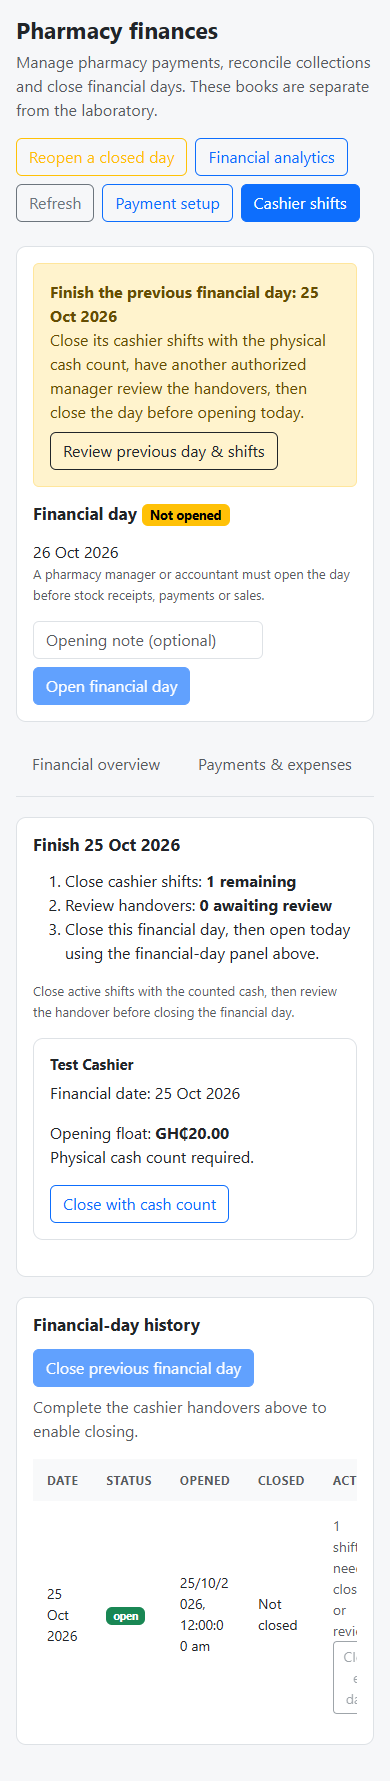 Pharmacy finances
Manage pharmacy payments, reconcile collections
and close financial days. These books are separate
from the laboratory.
Reopen a closed day
Financial analytics
Refresh
Payment setup
Cashier shifts
Finish the previous financial day: 25
Oct 2026
Close its cashier shifts with the physical
cash count, have another authorized
manager review the handovers, then
close the day before opening today.
Review previous day & shifts
Financial day Not opened
26 Oct 2026
A pharmacy manager or accountant must open the day
before stock receipts, payments or sales.
Opening note (optional)
Open financial day
Financial overview
Payments & expenses
Finish 25 Oct 2026
1. Close cashier shifts: 1 remaining
2. Review handovers: 0 awaiting review
3. Close this financial day, then open today
using the financial-day panel above.
Close active shifts with the counted cash, then review
the handover before closing the financial day.
Test Cashier
Financial date: 25 Oct 2026
Opening float: GH₵20.00
Physical cash count required.
Close with cash count
Financial-day history
Close previous financial day
Complete the cashier handovers above to
enable closing.
DATE STATUS OPENED CLOSED ACT
25
Oct
2026
open
25/10/2
026,
12:00:0
0 am
Not
closed
1
shift
need
clos
or
revie
Cl
e
da